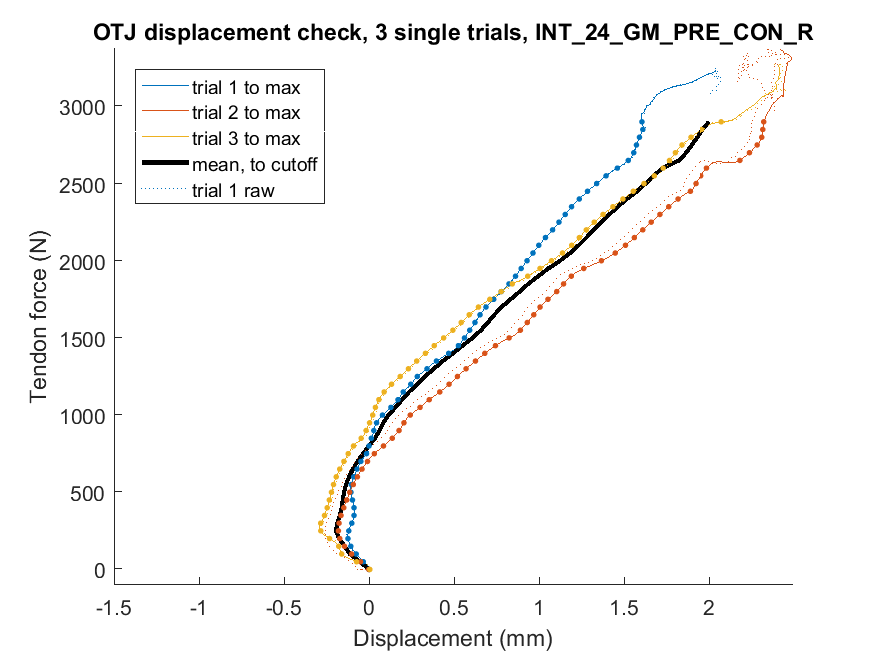 OTJ displacement check, 3 single trials, INT_24_GM_PRE_CON_R
trial 1 to max
trial 2 to max
trial 3 to max
mean, to cutoff
trial 1 raw
3000
2500
2000
1500
1000
500
0
Tendon force (N)
-1.5
-1
-0.5
0
0.5
1
1.5
2
Displacement (mm)